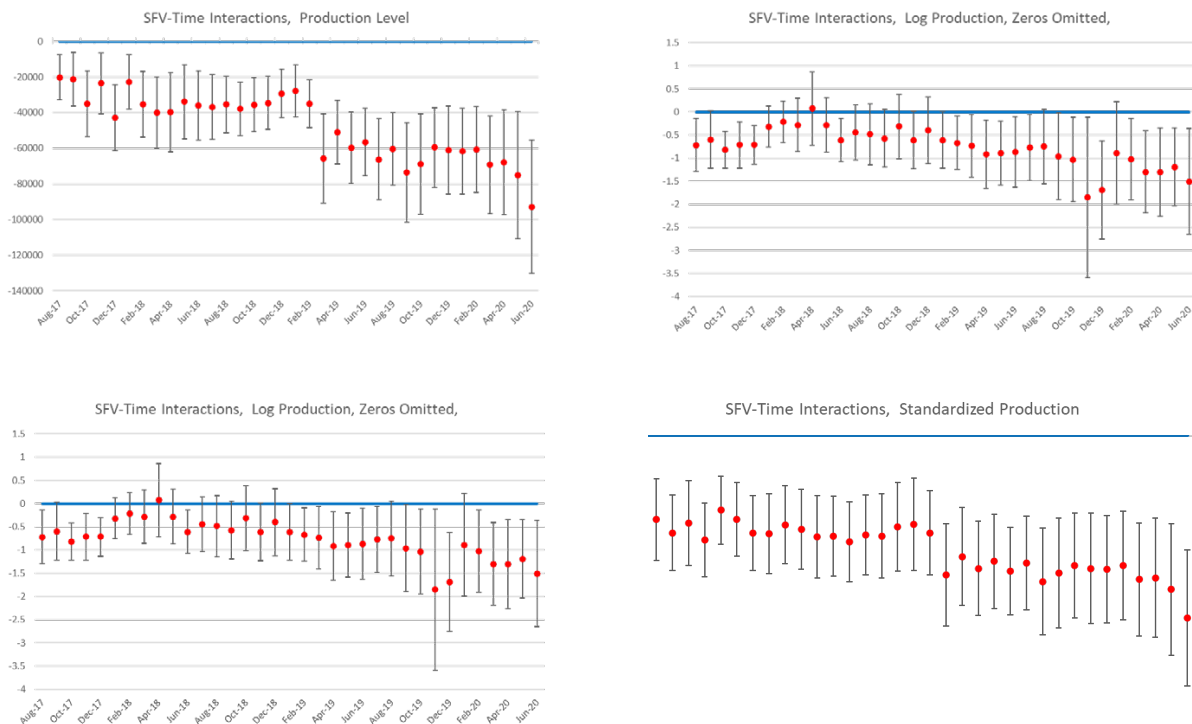 SFV-Time Interactions, Production Level
0
-20000
-40000
-60000
-80000
-100000
-120000
-140000
Aug-17
Oct-17
Dec-17
Feb-18
Apr-18
Jun-18
Aug-18
Oct-18
Dec-18
Feb-19
Apr-19
Jun-19
Aug-19
Oct-19
Dec-19
Feb-20
Apr-20
Jun-20
SFV-Time Interactions, Log Production, Zeros Omitted,
1.5
1
0.5
0
-0.5
-1
-1.5
-2
-2.5
-3
-3.5
-4
Aug-17
Oct-17
Dec-17
Feb-18
Apr-18
Jun-18
Aug-18
Oct-18
Dec-18
Feb-19
Apr-19
Jun-19
Aug-19
Oct-19
Dec-19
Feb-20
Apr-20
Jun-20
SFV-Time Interactions, Log Production, Zeros Omitted,
1.5
1
0.5
0
-0.5
-1
-1.5
-2
-2.5
-3
-3.5
-4
Aug-17
Oct-17
Dec-17
Feb-18
Apr-18
Jun-18
Aug-18
Oct-18
Dec-18
Feb-19
Apr-19
Jun-19
Aug-19
Oct-19
Dec-19
Feb-20
Apr-20
Jun-20
SFV-Time Interactions, Standardized Production